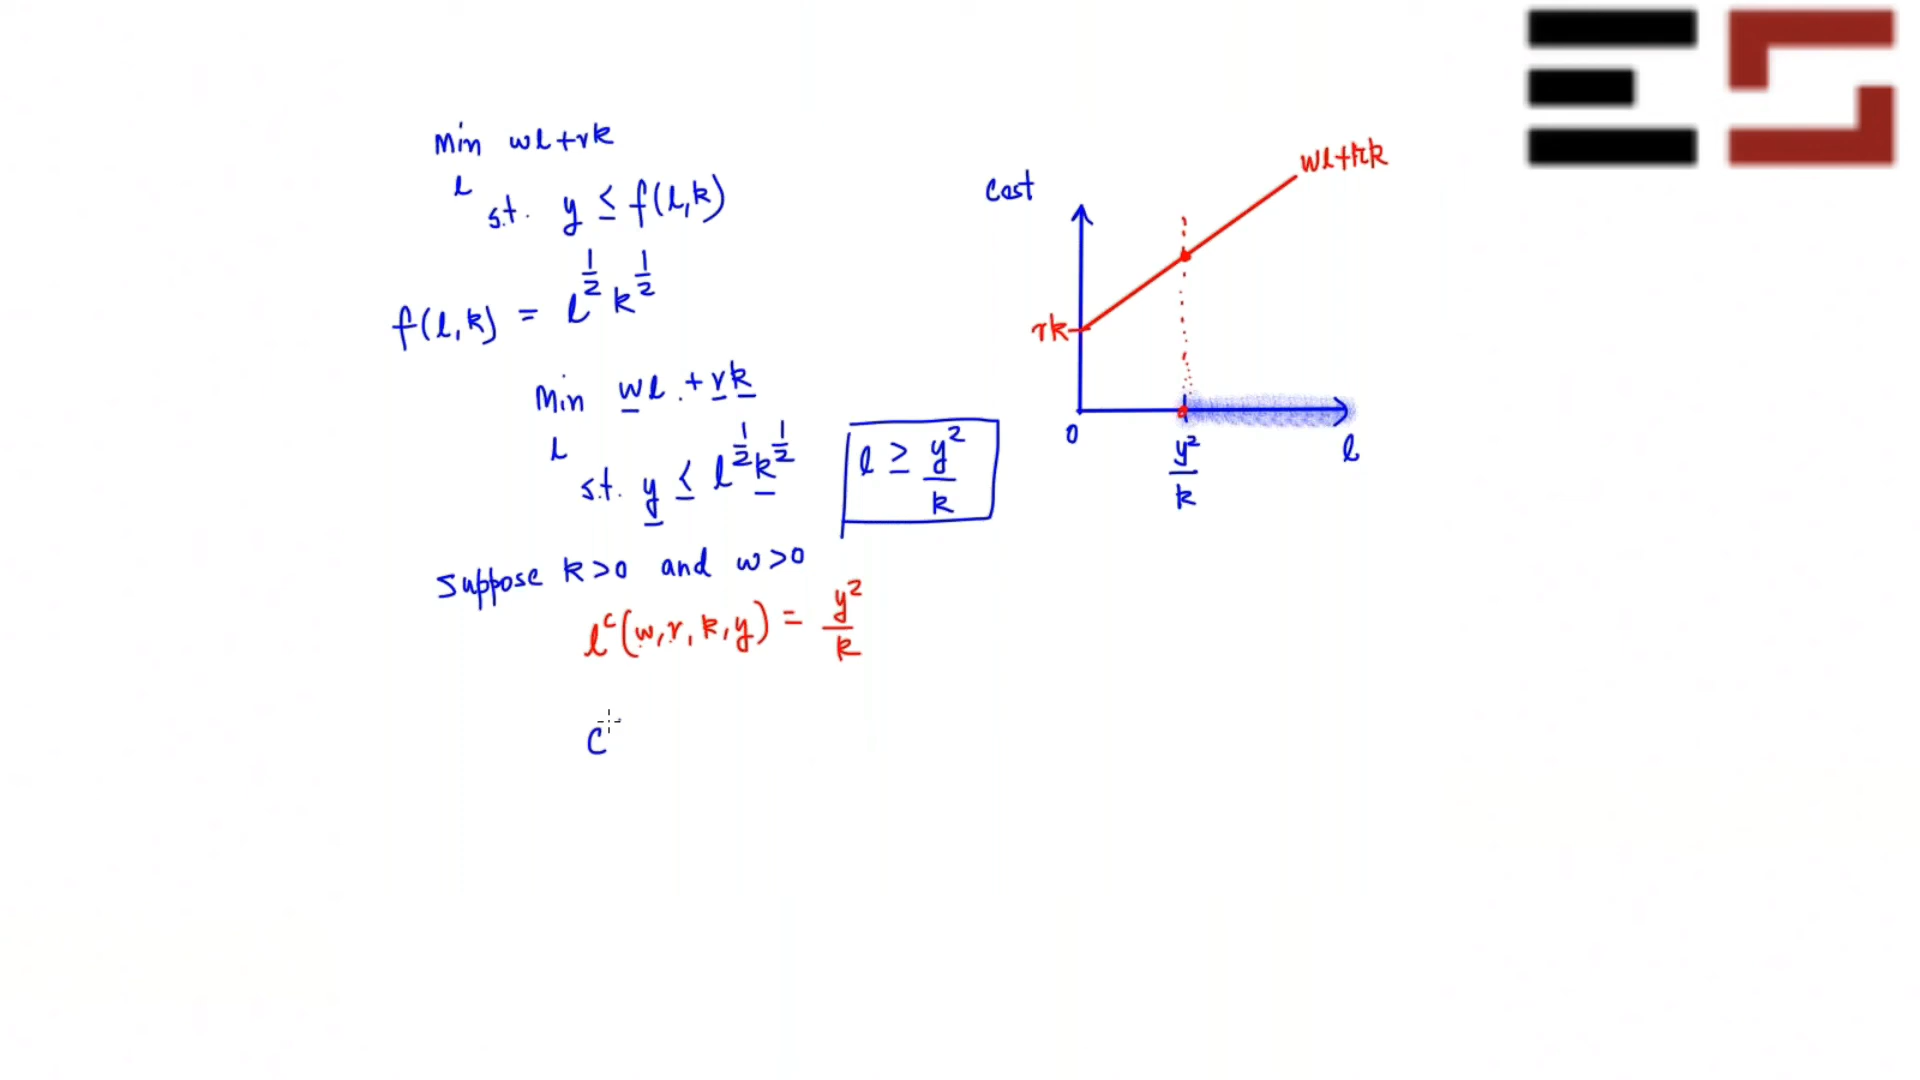 Min wl+rk
l
s.t. y ≤ f(l,k)
f(l,k) = l^{1/2} k^{1/2}
Min wl + rk
l
s.t. y ≤ l^{1/2} k^{1/2}
l ≥ y²/k
Suppose k>0 and w>0
l^c(w,r,k,y) = y²/k
C
Cost
wl+rk
rk
0
y²/k
l
ES